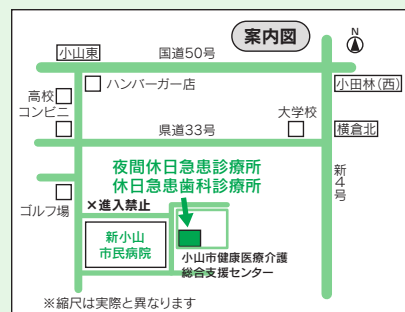 案内図
N
小山東
国道50号
ハンバーガー店
小田林(西)
高校
コンビニ
大学校
県道33号
横倉北
夜間休日急患診療所
休日急患歯科診療所
新4号
ゴルフ場
×進入禁止
新小山
市民病院
小山市健康医療介護
総合支援センター
※縮尺は実際と異なります